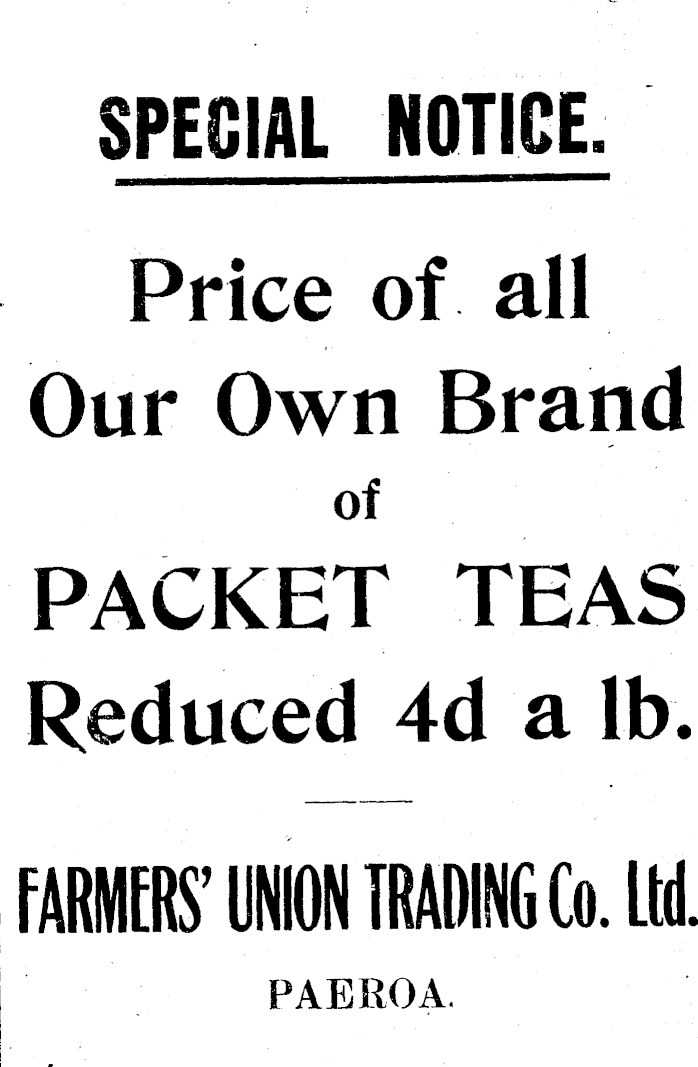 SPECIAL NOTICE.
Price of all
Our Own Brand
of
PACKET TEAS
Reduced 4d a lb.
FARMERS' UNION TRADING Co. Ltd.
PAEROA.